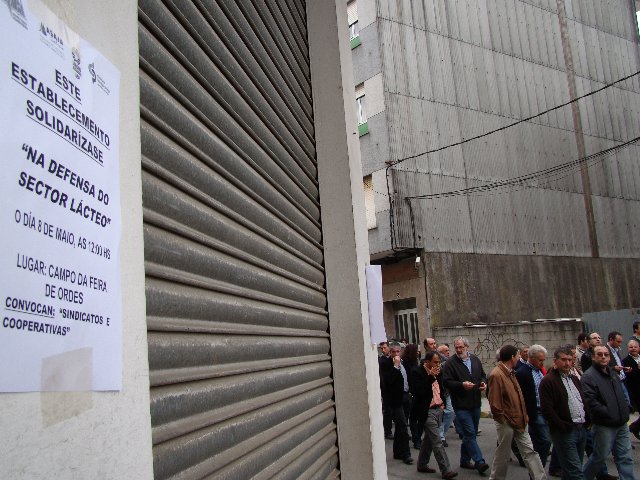 ESTE
ESTABLECEMENTO
SOLIDARÍZASE
"NA DEFENSA DO
SECTOR LÁCTEO"
O DÍA 8 DE MAIO, AS 12:00 HS
LUGAR: CAMPO DA FEIRA
DE ORDES
CONVOCAN: "SINDICATOS E
COOPERATIVAS"